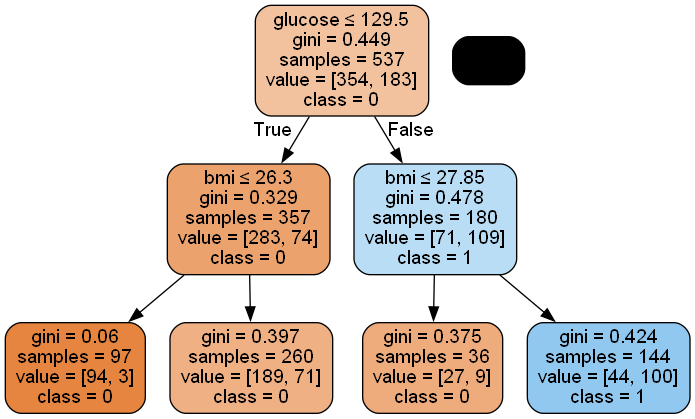 glucose ≤ 129.5
gini = 0.449
samples = 537
value = [354, 183]
class = 0
True
False
bmi ≤ 26.3
gini = 0.329
samples = 357
value = [283, 74]
class = 0
bmi ≤ 27.85
gini = 0.478
samples = 180
value = [71, 109]
class = 1
gini = 0.06
samples = 97
value = [94, 3]
class = 0
gini = 0.397
samples = 260
value = [189, 71]
class = 0
gini = 0.375
samples = 36
value = [27, 9]
class = 0
gini = 0.424
samples = 144
value = [44, 100]
class = 1